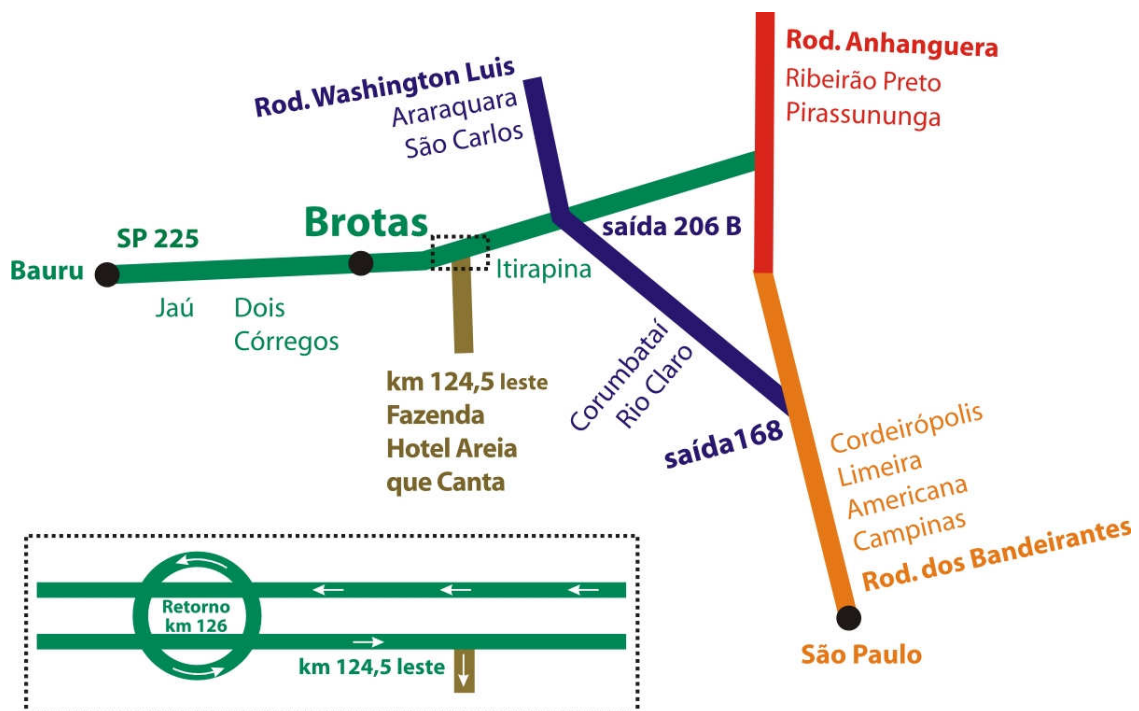 Rod. Anhanguera
Ribeirão Preto
Pirassununga
Rod. Washington Luis
Araraquara
São Carlos
Brotas
SP 225
saída 206 B
Bauru
Itirapina
Jaú
Dois
Córregos
km 124,5 leste
Fazenda
Hotel Areia
que Canta
Corumbataí
Rio Claro
saída168
Cordeirópolis
Limeira
Americana
Campinas
Rod. dos Bandeirantes
São Paulo
Retorno
km 126
km 124,5 leste